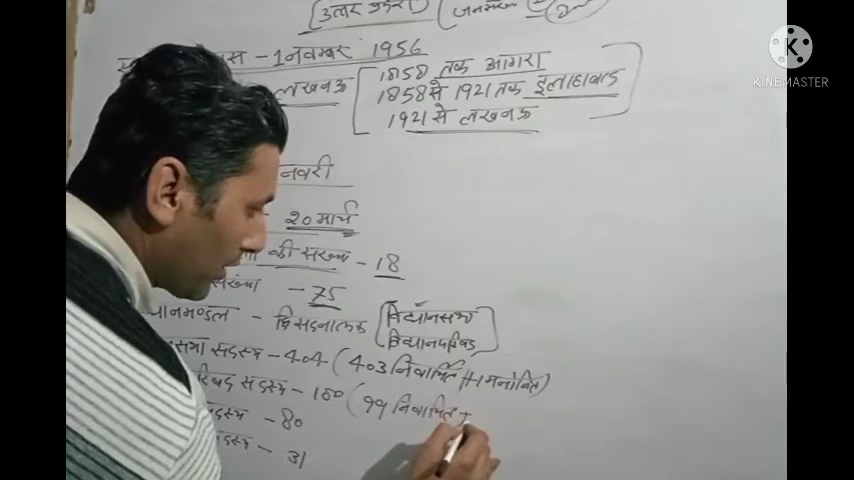 (उत्तर प्रदेश) (जनसंख्या
- 1 नवम्बर 1956
लखनऊ [1858 तक आगरा
1858 से 1921 तक इलाहाबाद
1921 से लखनऊ]
नवरी
20 मार्च
की संख्या - 18
संख्या - 75
नमण्डल - द्विसदनात्मक (विधानसभा
विधानपरिषद)
सभा सदस्य - 404 (403 निर्वाचित + 1 मनोनित)
रिषद सदस्य - 100 (99 निर्वाचित +
सदस्य - 80
दस्य - 31
KINEMASTER